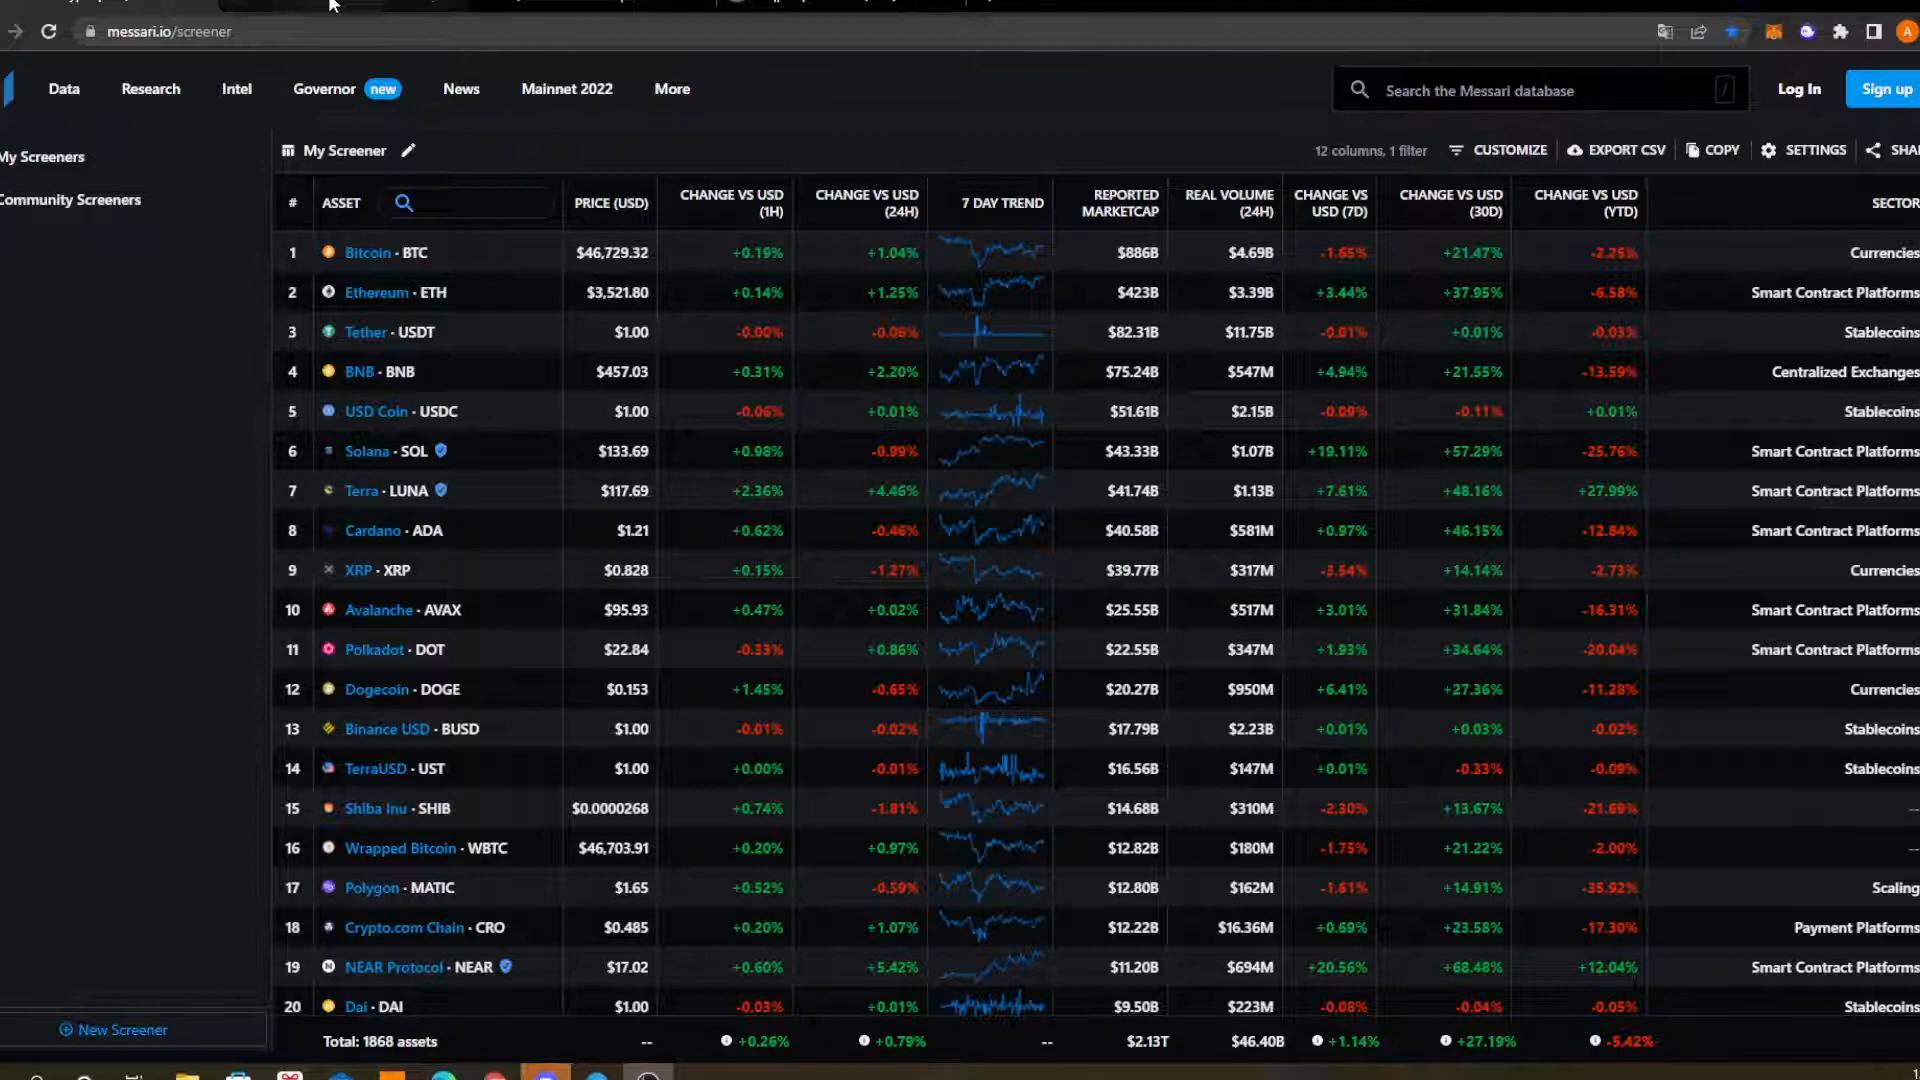 messari.io/screener
A
Data Research Intel Governor new News Mainnet 2022 More Search the Messari database / Log In Sign up
My Screeners
Community Screeners
My Screener 12 columns, 1 filter CUSTOMIZE EXPORT CSV COPY SETTINGS SHA
# ASSET PRICE (USD) CHANGE VS USD (1H) CHANGE VS USD (24H) 7 DAY TREND REPORTED MARKETCAP REAL VOLUME (24H) CHANGE VS USD (7D) CHANGE VS USD (30D) CHANGE VS USD (YTD) SECTOR
1 Bitcoin · BTC $46,729.32 +0.19% +1.04% $886B $4.69B -1.65% +21.47% -2.25% Currencies
2 Ethereum · ETH $3,521.80 +0.14% +1.25% $423B $3.39B +3.44% +37.95% -6.58% Smart Contract Platforms
3 Tether · USDT $1.00 -0.00% -0.06% $82.31B $11.75B -0.01% +0.01% -0.03% Stablecoins
4 BNB · BNB $457.03 +0.31% +2.20% $75.24B $547M +4.94% +21.55% -13.59% Centralized Exchanges
5 USD Coin · USDC $1.00 -0.06% +0.01% $51.61B $2.15B -0.09% -0.11% +0.01% Stablecoins
6 Solana · SOL $133.69 +0.98% -0.99% $43.33B $1.07B +19.11% +57.29% -25.76% Smart Contract Platforms
7 Terra · LUNA $117.69 +2.36% +4.46% $41.74B $1.13B +7.61% +48.16% +27.99% Smart Contract Platforms
8 Cardano · ADA $1.21 +0.62% -0.46% $40.58B $581M +0.97% +46.15% -12.84% Smart Contract Platforms
9 XRP · XRP $0.828 +0.15% -1.27% $39.77B $317M -3.54% +14.14% -2.73% Currencies
10 Avalanche · AVAX $95.93 +0.47% +0.02% $25.55B $517M +3.01% +31.84% -16.31% Smart Contract Platforms
11 Polkadot · DOT $22.84 -0.33% +0.86% $22.55B $347M +1.93% +34.64% -20.04% Smart Contract Platforms
12 Dogecoin · DOGE $0.153 +1.45% -0.65% $20.27B $950M +6.41% +27.36% -11.28% Currencies
13 Binance USD · BUSD $1.00 -0.01% -0.02% $17.79B $2.23B +0.01% +0.03% -0.02% Stablecoins
14 TerraUSD · UST $1.00 +0.00% -0.01% $16.56B $147M +0.01% -0.33% -0.09% Stablecoins
15 Shiba Inu · SHIB $0.0000268 +0.74% -1.81% $14.68B $310M -2.30% +13.67% -21.69% --
16 Wrapped Bitcoin · WBTC $46,703.91 +0.20% +0.97% $12.82B $180M -1.75% +21.22% -2.00% --
17 Polygon · MATIC $1.65 +0.52% -0.59% $12.80B $162M -1.61% +14.91% -35.92% Scaling
18 Crypto.com Chain · CRO $0.485 +0.20% +1.07% $12.22B $16.36M +0.69% +23.58% -17.30% Payment Platforms
19 NEAR Protocol · NEAR $17.02 +0.60% +5.42% $11.20B $694M +20.56% +68.48% +12.04% Smart Contract Platforms
20 Dai · DAI $1.00 -0.03% +0.01% $9.50B $223M -0.08% -0.04% -0.05% Stablecoins
New Screener
Total: 1868 assets -- +0.26% +0.79% -- $2.13T $46.40B +1.14% +27.19% -5.42%